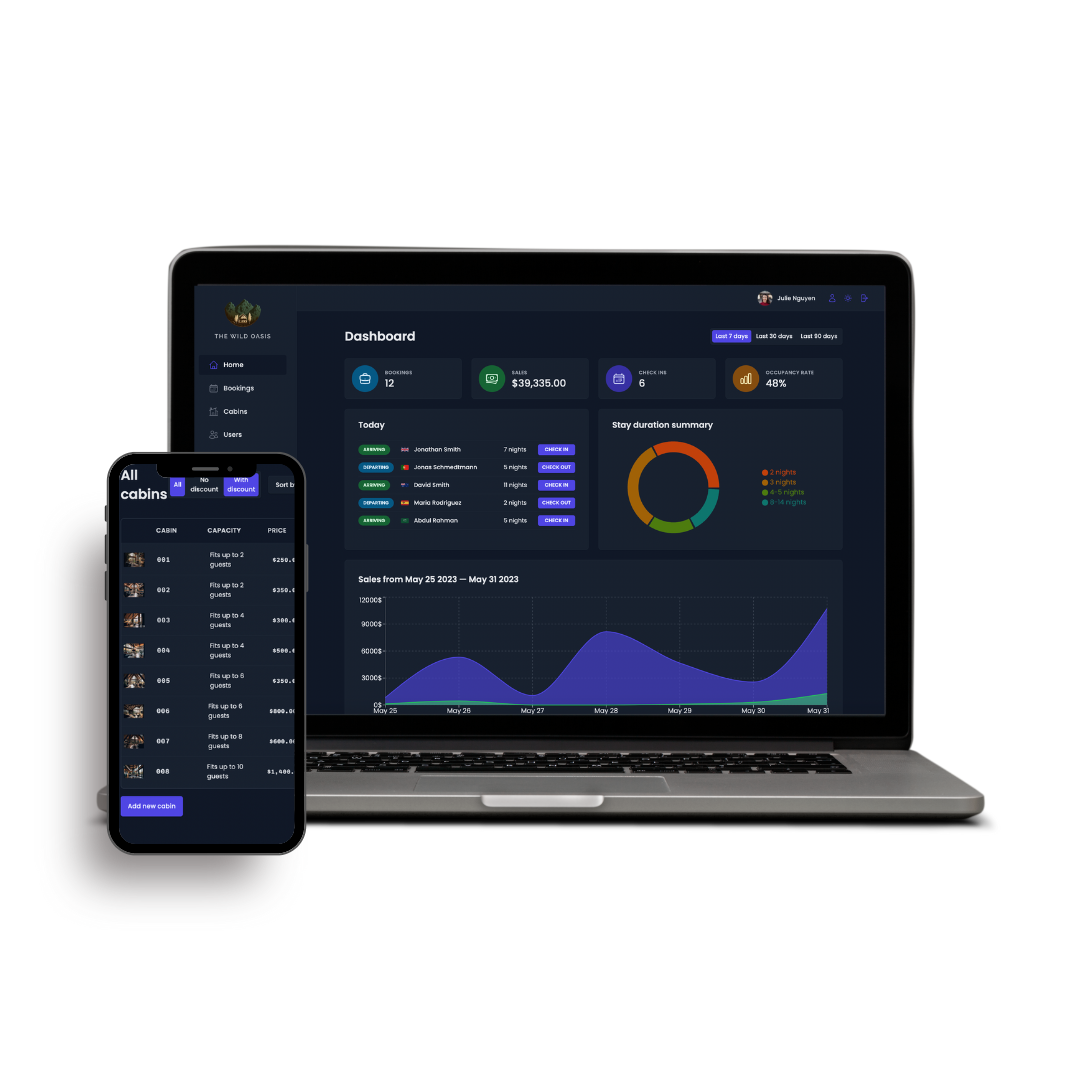 THE WILD OASIS
Home
Bookings
Cabins
Users
Julie Nguyen
Dashboard
Last 7 days Last 30 days Last 90 days
BOOKINGS
12
SALES
$39,335.00
CHECK INS
6
OCCUPANCY RATE
48%
Today
ARRIVING Jonathan Smith 7 nights CHECK IN
DEPARTING Jonas Schmedtmann 5 nights CHECK OUT
ARRIVING David Smith 11 nights CHECK IN
DEPARTING Maria Rodriguez 2 nights CHECK OUT
ARRIVING Abdul Rahman 5 nights CHECK IN
Stay duration summary
2 nights
3 nights
4-5 nights
8-14 nights
Sales from May 25 2023 — May 31 2023
12000$
9000$
6000$
3000$
0$
May 25 May 26 May 27 May 28 May 29 May 30 May 31
All
cabins
All
No
discount
With
discount
Sort b
CABIN CAPACITY PRICE
001 Fits up to 2
guests $250.0
002 Fits up to 2
guests $350.0
003 Fits up to 4
guests $300.0
004 Fits up to 4
guests $500.0
005 Fits up to 6
guests $350.0
006 Fits up to 6
guests $800.0
007 Fits up to 8
guests $600.0
008 Fits up to 10
guests $1,400.
Add new cabin